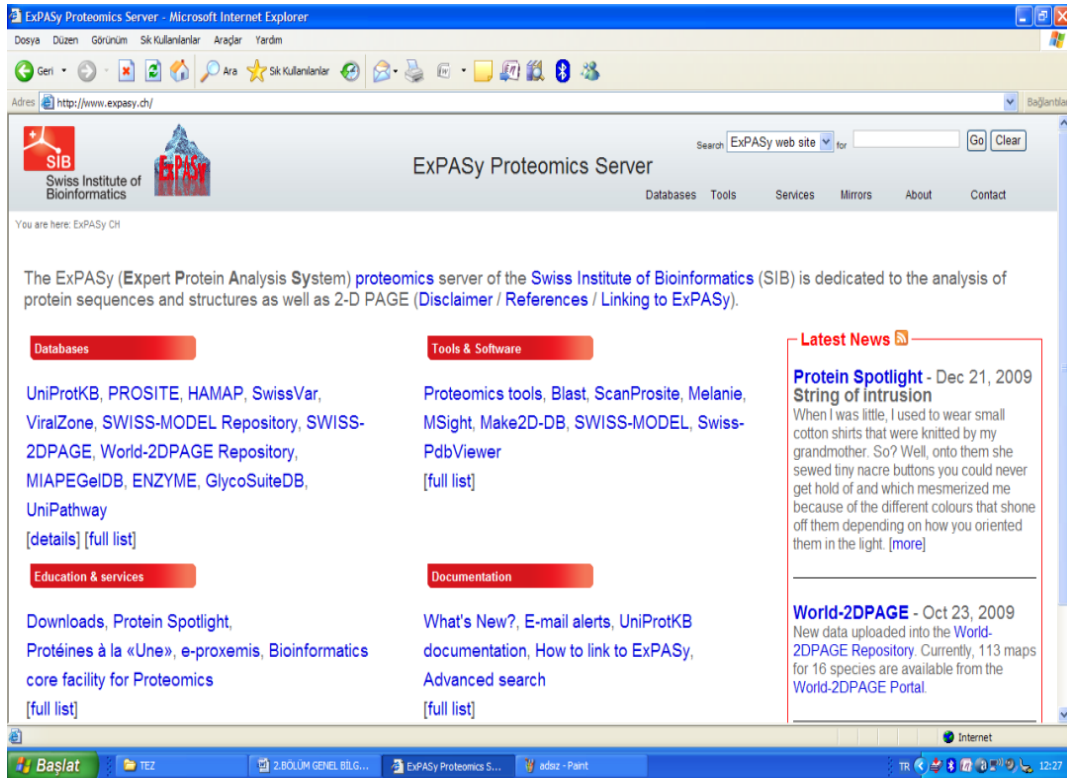 ExPASy Proteomics Server - Microsoft Internet Explorer
Dosya Düzen Görünüm Sık Kullanılanlar Araçlar Yardım
Geri Ara Sık Kullanılanlar
Adres http://www.expasy.ch/ Bağlantılar
SIB
Swiss Institute of
Bioinformatics
ExPASy
ExPASy Proteomics Server
Search ExPASy web site for Go Clear
Databases Tools Services Mirrors About Contact
You are here: ExPASy CH
The ExPASy (Expert Protein Analysis System) proteomics server of the Swiss Institute of Bioinformatics (SIB) is dedicated to the analysis of
protein sequences and structures as well as 2-D PAGE (Disclaimer / References / Linking to ExPASy).
Databases
UniProtKB, PROSITE, HAMAP, SwissVar,
ViralZone, SWISS-MODEL Repository, SWISS-
2DPAGE, World-2DPAGE Repository,
MIAPEGelDB, ENZYME, GlycoSuiteDB,
UniPathway
[details] [full list]
Tools & Software
Proteomics tools, Blast, ScanProsite, Melanie,
MSight, Make2D-DB, SWISS-MODEL, Swiss-
PdbViewer
[full list]
Education & services
Downloads, Protein Spotlight,
Protéines à la «Une», e-proxemis, Bioinformatics
core facility for Proteomics
[full list]
Documentation
What's New?, E-mail alerts, UniProtKB
documentation, How to link to ExPASy,
Advanced search
[full list]
Latest News
Protein Spotlight - Dec 21, 2009
String of intrusion
When I was little, I used to wear small
cotton shirts that were knitted by my
grandmother. So? Well, onto them she
sewed tiny nacre buttons you could never
get hold of and which mesmerized me
because of the different colours that shone
off them depending on how you oriented
them in the light. [more]
World-2DPAGE - Oct 23, 2009
New data uploaded into the World-
2DPAGE Repository. Currently, 113 maps
for 16 species are available from the
World-2DPAGE Portal.
Internet
Başlat TEZ 2.BÖLÜM GENEL BİLG... ExPASy Proteomics S... adsız - Paint TR 12:27